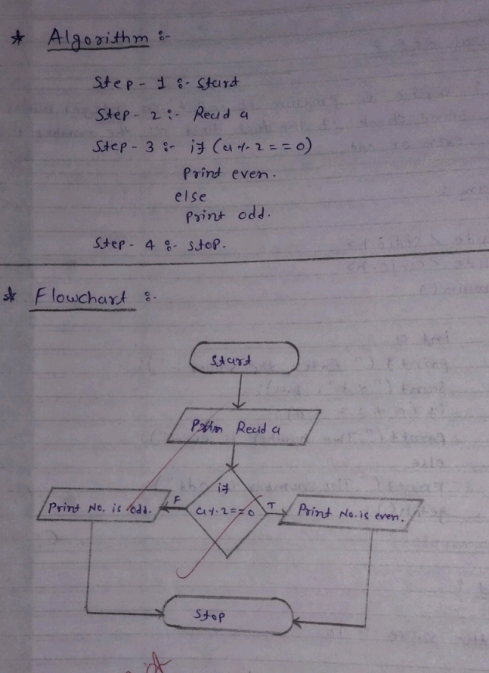 * Algorithm :-
Step - 1 :- Start
Step - 2 :- Read a
Step - 3 :- if (a % 2 == 0)
Print even.
else
Print odd.
Step - 4 :- Stop.
* Flowchart :-
Start
Read a
if
a % 2 == 0
F
T
Print No. is odd.
Print No. is even.
Stop